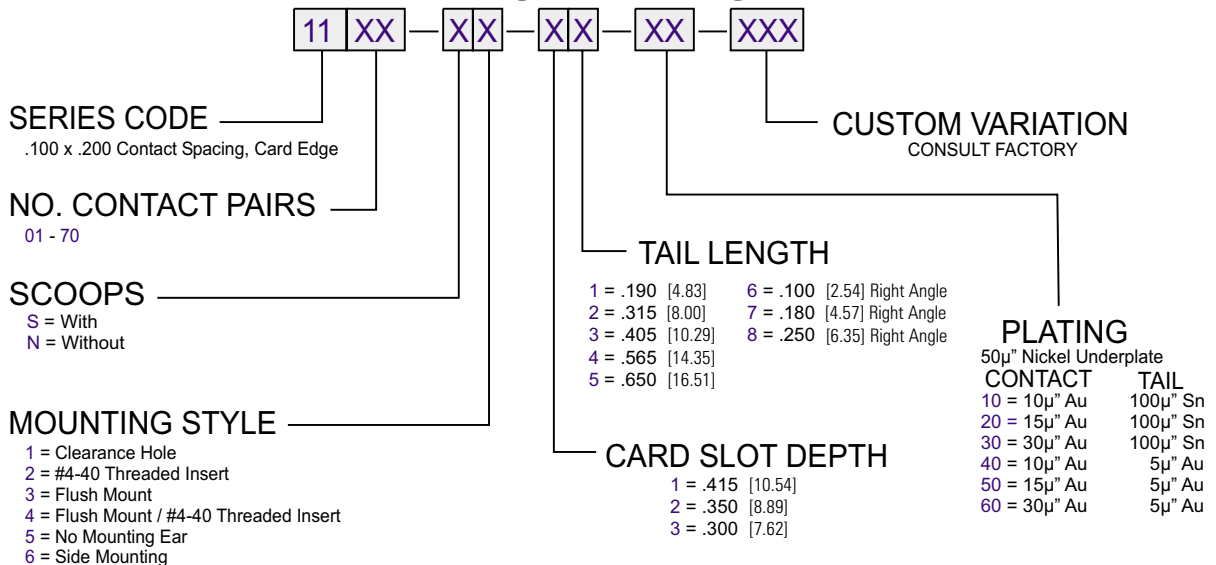 11 XX - X X - X X - XX - XXX
SERIES CODE
.100 x .200 Contact Spacing, Card Edge
NO. CONTACT PAIRS
01 - 70
SCOOPS
S = With
N = Without
MOUNTING STYLE
1 = Clearance Hole
2 = #4-40 Threaded Insert
3 = Flush Mount
4 = Flush Mount / #4-40 Threaded Insert
5 = No Mounting Ear
6 = Side Mounting
TAIL LENGTH
1 = .190 [4.83] 6 = .100 [2.54] Right Angle
2 = .315 [8.00] 7 = .180 [4.57] Right Angle
3 = .405 [10.29] 8 = .250 [6.35] Right Angle
4 = .565 [14.35]
5 = .650 [16.51]
CARD SLOT DEPTH
1 = .415 [10.54]
2 = .350 [8.89]
3 = .300 [7.62]
CUSTOM VARIATION
CONSULT FACTORY
PLATING
50µ" Nickel Underplate
CONTACT TAIL
10 = 10µ" Au 100µ" Sn
20 = 15µ" Au 100µ" Sn
30 = 30µ" Au 100µ" Sn
40 = 10µ" Au 5µ" Au
50 = 15µ" Au 5µ" Au
60 = 30µ" Au 5µ" Au